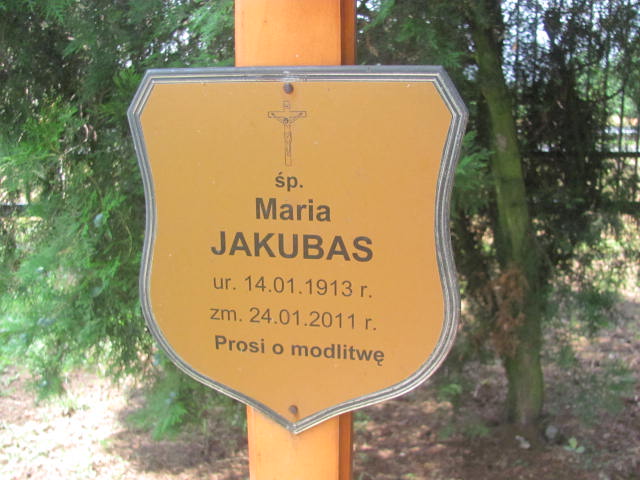 śp.
Maria
JAKUBAS
ur. 14.01.1913 r.
zm. 24.01.2011 r.
Prosi o modlitwę